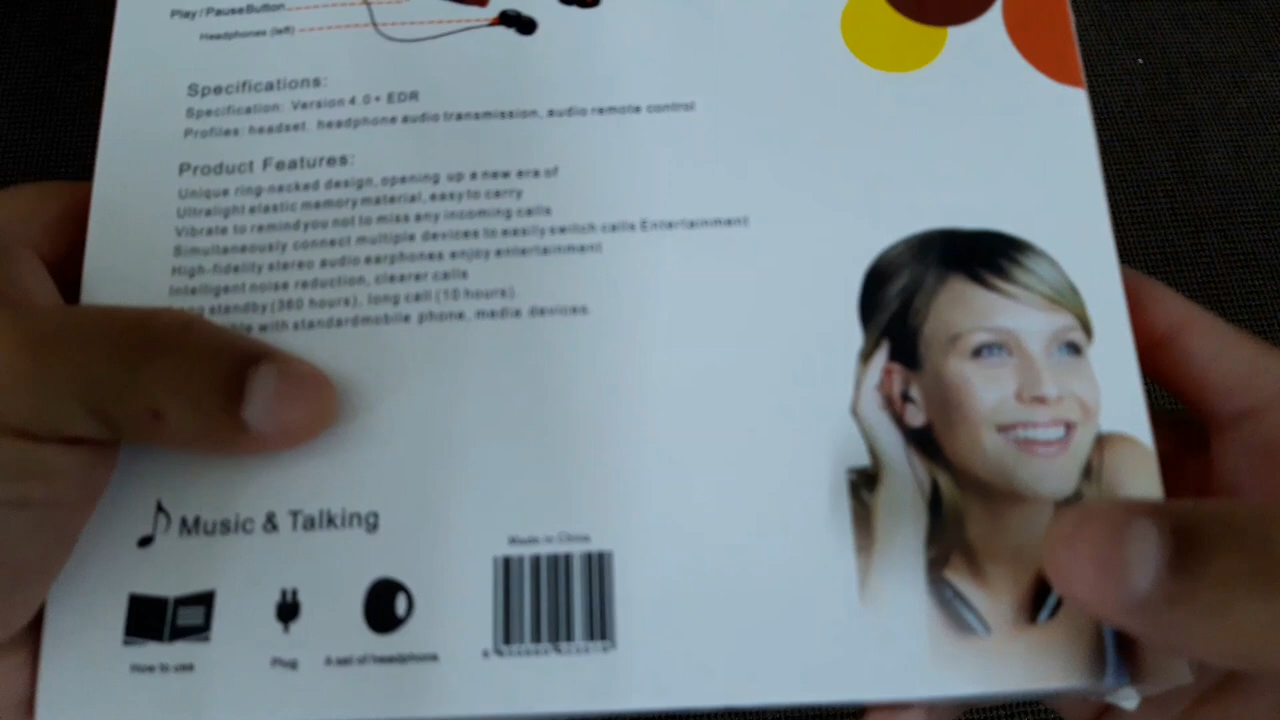 Play / Pause Button
Headphones (left)
Specifications:
Specification: Version 4.0+ EDR
Profiles: headset, headphone audio transmission, audio remote control
Product Features:
Unique ring-necked design, opening up a new era of
Ultralight elastic memory material, easy to carry
Vibrate to remind you not to miss any incoming calls
Simultaneously connect multiple devices to easily switch calls Entertainment
High-fidelity stereo audio earphones enjoy entertainment
Intelligent noise reduction, clearer calls
standby (360 hours), long call (10 hours)
with standard mobile phone, media devices.
Music & Talking
Made in China
How to use
Plug
A set of headphone